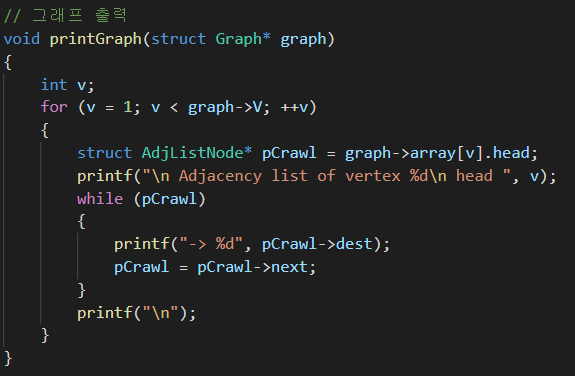 // 그래프 출력
void printGraph(struct Graph* graph)
{
    int v;
    for (v = 1; v < graph->V; ++v)
    {
        struct AdjListNode* pCrawl = graph->array[v].head;
        printf("\n Adjacency list of vertex %d\n head ", v);
        while (pCrawl)
        {
            printf("-> %d", pCrawl->dest);
            pCrawl = pCrawl->next;
        }
        printf("\n");
    }
}